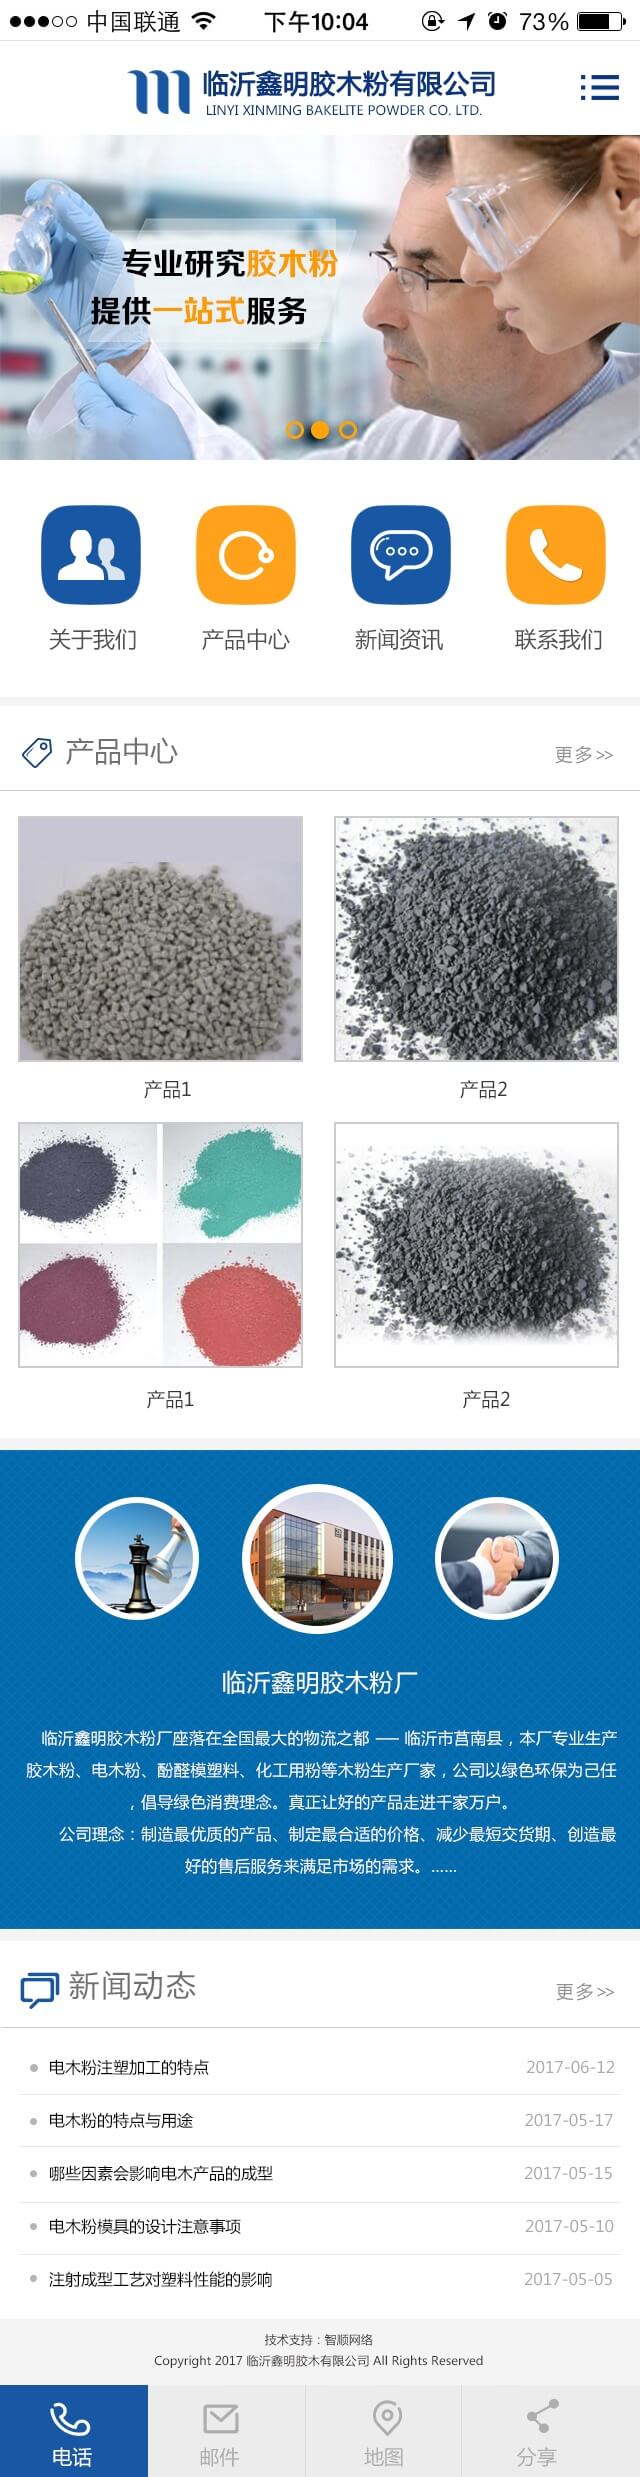 中国联通 下午10:04 73%
临沂鑫明胶木粉有限公司
LINYI XINMING BAKELITE POWDER CO. LTD.
专业研究胶木粉
提供一站式服务
关于我们 产品中心 新闻资讯 联系我们
产品中心 更多>>
产品1 产品2
产品1 产品2
临沂鑫明胶木粉厂
临沂鑫明胶木粉厂座落在全国最大的物流之都 —— 临沂市莒南县，本厂专业生产
胶木粉、电木粉、酚醛模塑料、化工用粉等木粉生产厂家，公司以绿色环保为己任
，倡导绿色消费理念。真正让好的产品走进千家万户。
公司理念：制造最优质的产品、制定最合适的价格、减少最短交货期、创造最
好的售后服务来满足市场的需求。......
新闻动态 更多>>
电木粉注塑加工的特点 2017-06-12
电木粉的特点与用途 2017-05-17
哪些因素会影响电木产品的成型 2017-05-15
电木粉模具的设计注意事项 2017-05-10
注射成型工艺对塑料性能的影响 2017-05-05
技术支持：智顺网络
Copyright 2017 临沂鑫明胶木有限公司 All Rights Reserved
电话 邮件 地图 分享